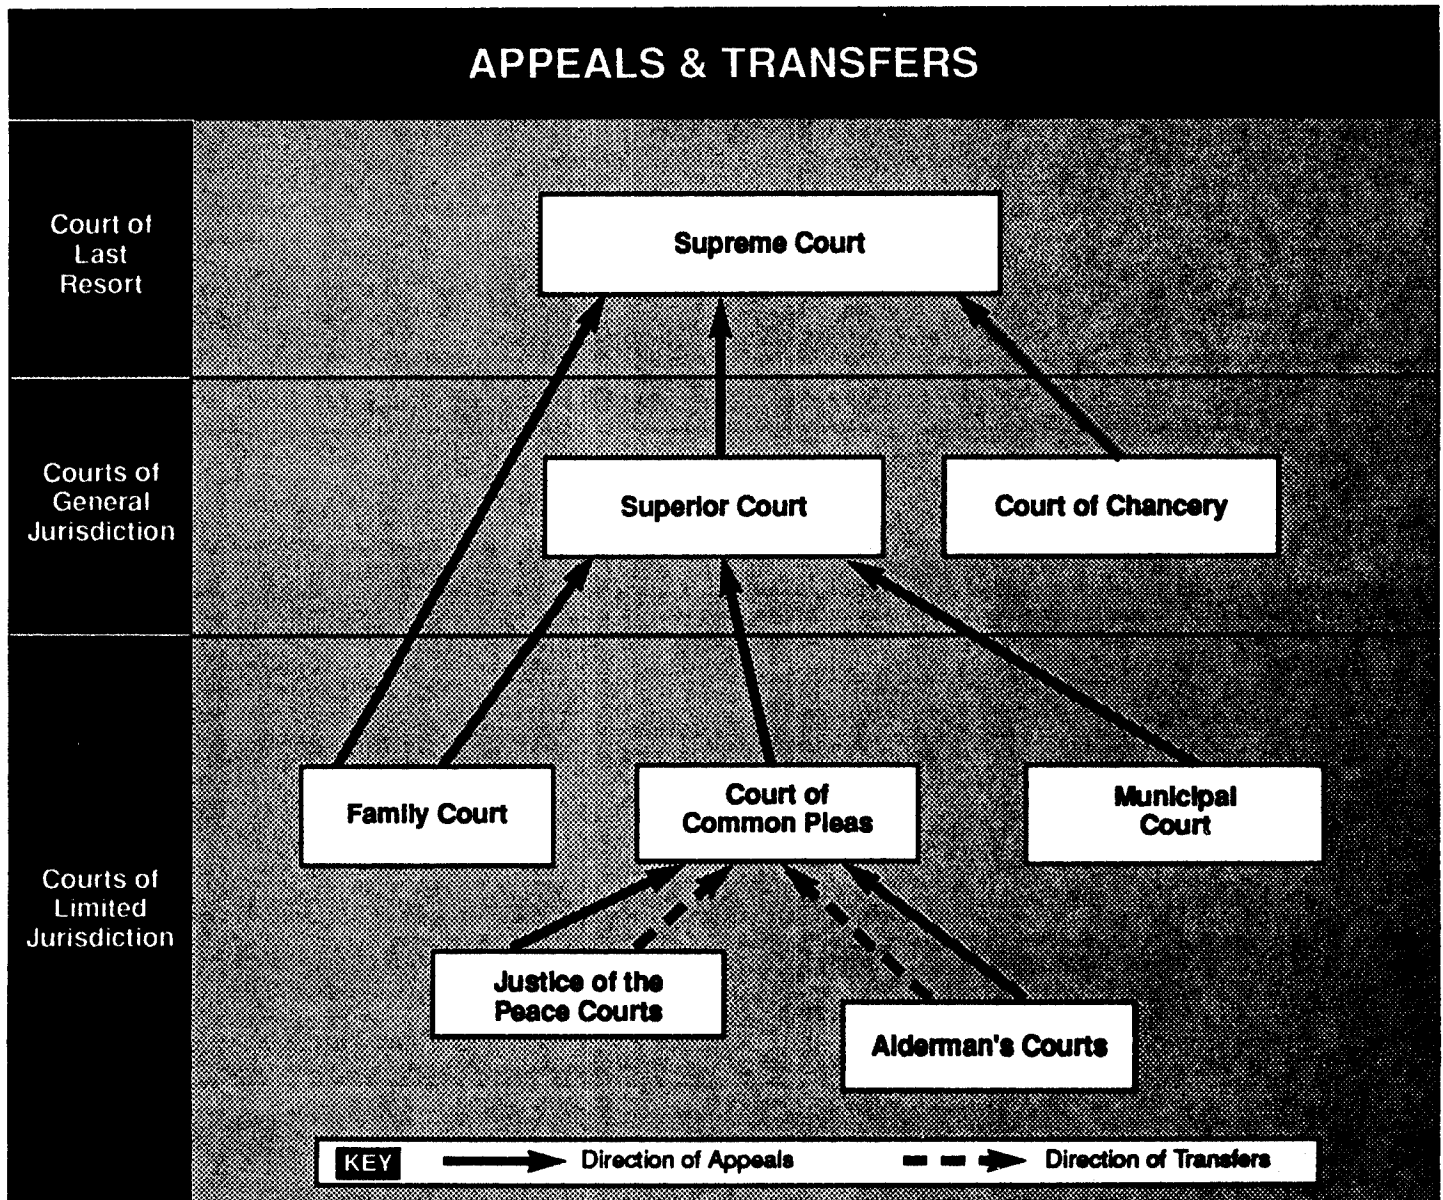 APPEALS & TRANSFERS
Court of
Last
Resort
Supreme Court
Courts of
General
Jurisdiction
Superior Court
Court of Chancery
Courts of
Limited
Jurisdiction
Family Court
Court of
Common Pleas
Municipal
Court
Justice of the
Peace Courts
Alderman's Courts
KEY
Direction of Appeals
Direction of Transfers